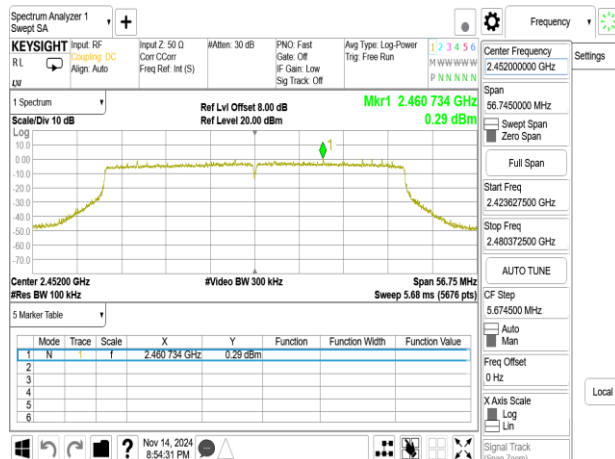 Spectrum Analyzer 1
Swept SA
Frequency
KEYSIGHT
RL
LXI
Input: RF
Coupling: DC
Align: Auto
Input Z: 50 Ω
Corr CCorr
Freq Ref: Int (S)
#Atten: 30 dB
PNO: Fast
Gate: Off
IF Gain: Low
Sig Track: Off
Avg Type: Log-Power
Trig: Free Run
1 2 3 4 5 6
M W W W W W
P N N N N N
Center Frequency
2.452000000 GHz
Settings
Span
56.7450000 MHz
Swept Span
Zero Span
Full Span
Start Freq
2.423627500 GHz
Stop Freq
2.480372500 GHz
AUTO TUNE
CF Step
5.674500 MHz
Auto
Man
Freq Offset
0 Hz
X Axis Scale
Log
Lin
Signal Track
(Span Zoom)
Local
1 Spectrum
Scale/Div 10 dB
Ref Lvl Offset 8.00 dB
Ref Level 20.00 dBm
Mkr1 2.460 734 GHz
0.29 dBm
Log
10.0
0.00
-10.0
-20.0
-30.0
-40.0
-50.0
-60.0
-70.0
1
Center 2.45200 GHz
#Res BW 100 kHz
#Video BW 300 kHz
Span 56.75 MHz
Sweep 5.68 ms (5676 pts)
5 Marker Table
Mode Trace Scale X Y Function Function Width Function Value
1 N 1 f 2.460 734 GHz 0.29 dBm
2
3
4
5
6
?
Nov 14, 2024
8:54:31 PM